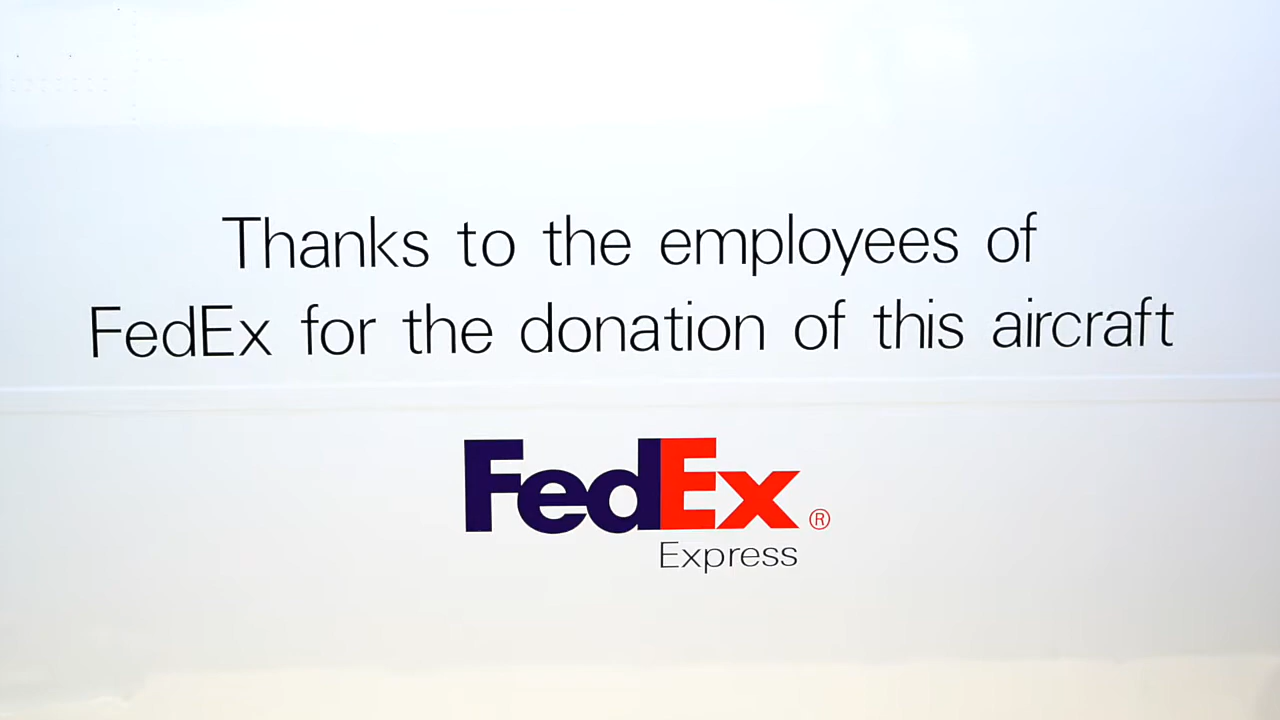 Thanks to the employees of
FedEx for the donation of this aircraft
FedEx®
Express